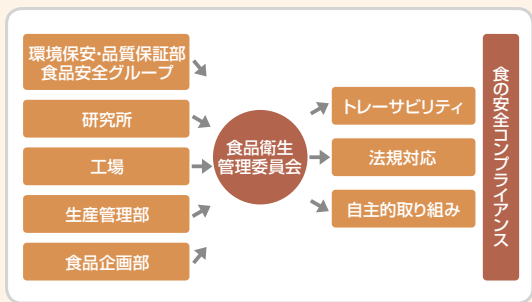 環境保安・品質保証部
食品安全グループ
研究所
工場
生産管理部
食品企画部
食品衛生
管理委員会
トレーサビリティ
法規対応
自主的取り組み
食の安全コンプライアンス